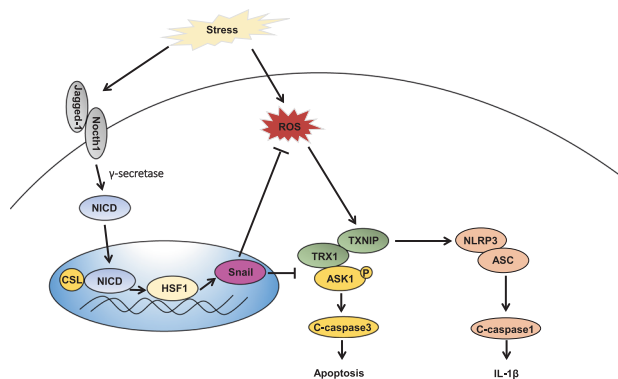 Stress
Jagged-1
Nocth1
ROS
γ-secretase
NICD
TXNIP
NLRP3
TRX1
ASC
CSL
NICD
HSF1
Snail
ASK1
P
C-caspase3
C-caspase1
Apoptosis
IL-1β